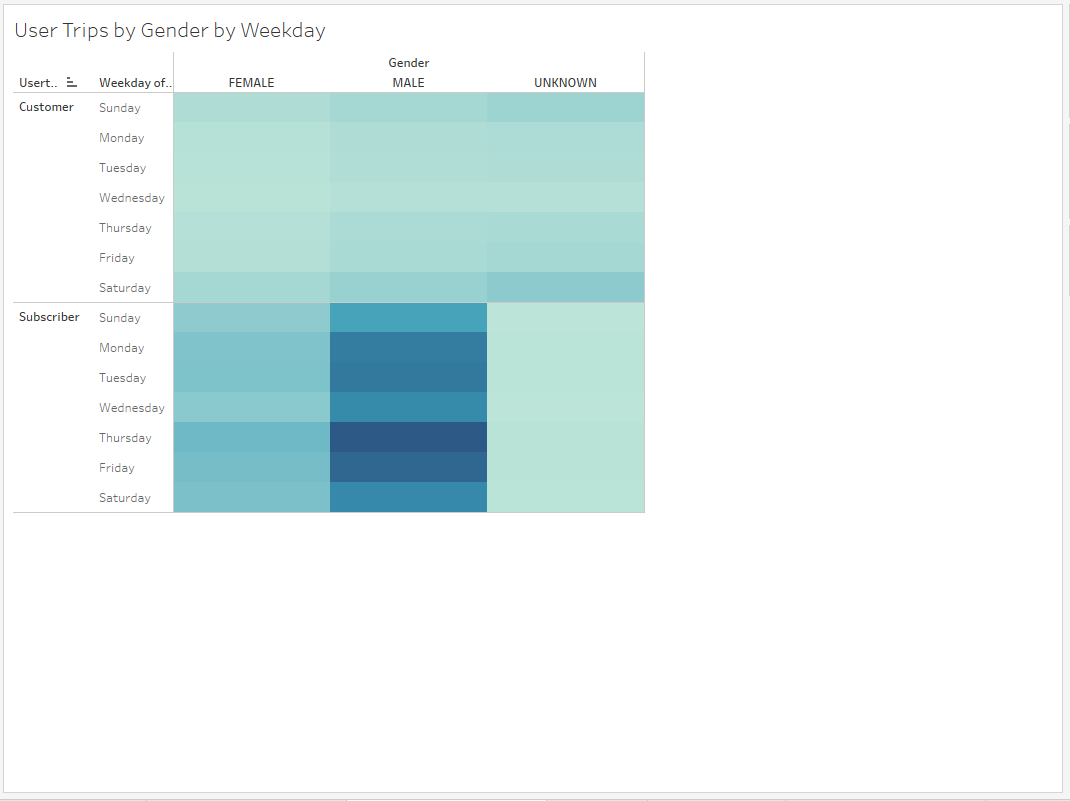 User Trips by Gender by Weekday
Gender
Usert.. Weekday of.. FEMALE MALE UNKNOWN
Customer Sunday
Monday
Tuesday
Wednesday
Thursday
Friday
Saturday
Subscriber Sunday
Monday
Tuesday
Wednesday
Thursday
Friday
Saturday